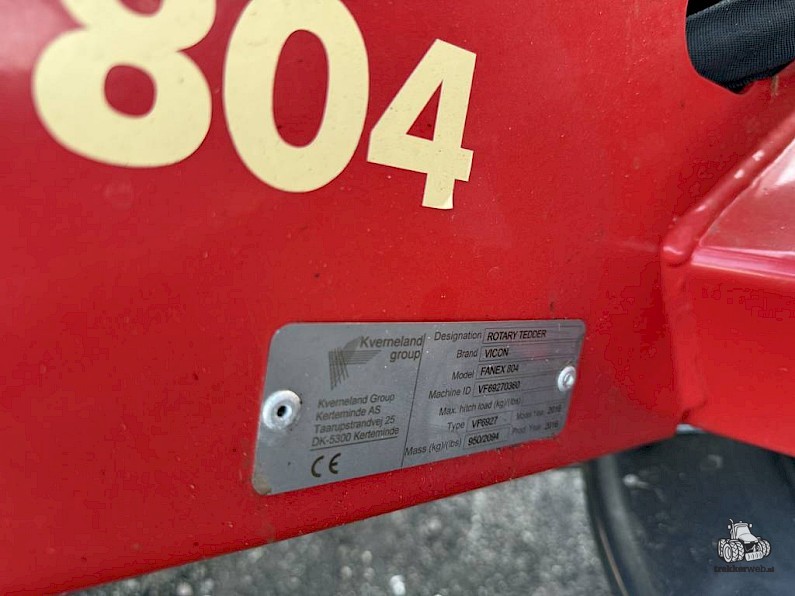 804
Kverneland
group
Kverneland Group
Kerteminde AS
Taarupstrandvej 25
DK-5300 Kerteminde
CE
Designation ROTARY TEDDER
Brand VICON
Model FANEX 804
Machine ID VF69270360
Max. hitch load (kg)/(lbs)
Type VF6927 Model Year 2016
Mass (kg)/(lbs) 950/2094 Prod. Year 2016
trekkerweb.nl